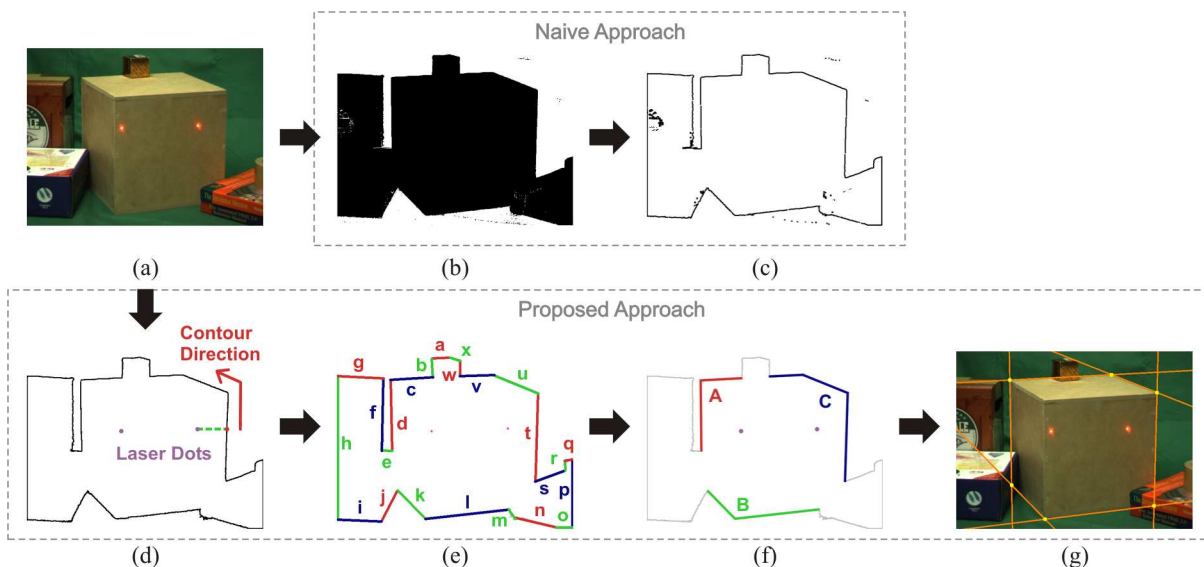 Naive Approach
(a)
(b)
(c)
Proposed Approach
Contour
Direction
Laser Dots
(d)
a
x
g
b
w
c
v
u
f
d
h
e
t
q
r
s
p
i
j
k
l
m
n
o
(e)
A
C
B
(f)
(g)